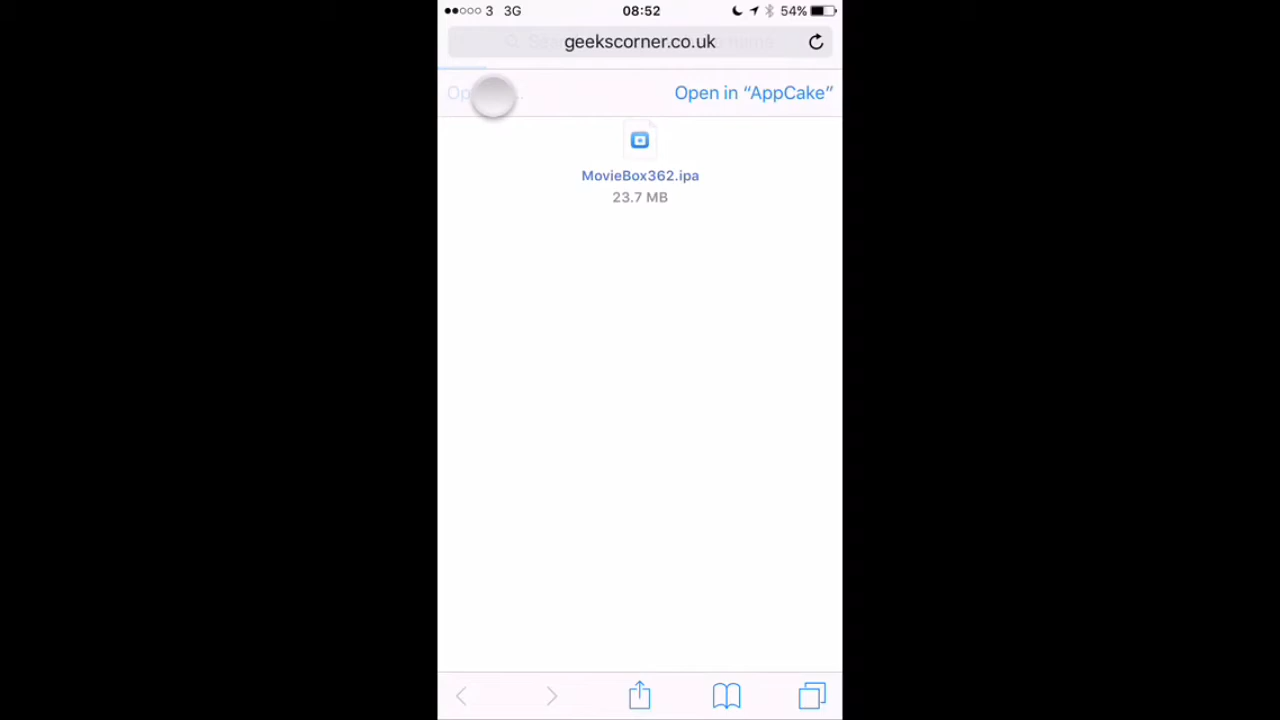 3 3G 08:52 54%
geekscorner.co.uk
Open in “AppCake”
MovieBox362.ipa
23.7 MB